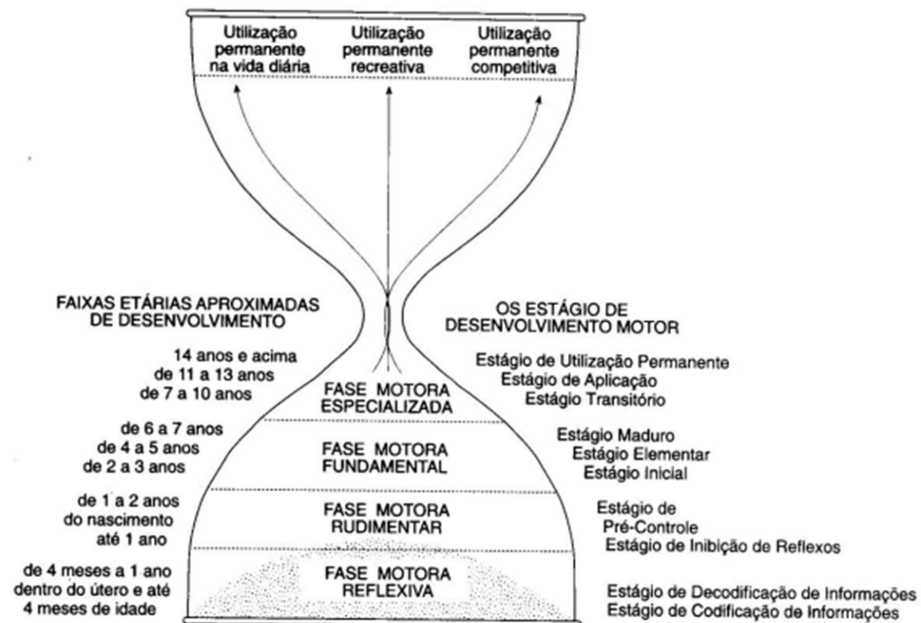 Utilização
permanente
na vida diária
Utilização
permanente
recreativa
Utilização
permanente
competitiva
FAIXAS ETÁRIAS APROXIMADAS
DE DESENVOLVIMENTO
OS ESTÁGIO DE
DESENVOLVIMENTO MOTOR
14 anos e acima
de 11 a 13 anos
de 7 a 10 anos
FASE MOTORA
ESPECIALIZADA
Estágio de Utilização Permanente
Estágio de Aplicação
Estágio Transitório
de 6 a 7 anos
de 4 a 5 anos
de 2 a 3 anos
FASE MOTORA
FUNDAMENTAL
Estágio Maduro
Estágio Elementar
Estágio Inicial
de 1 a 2 anos
do nascimento
até 1 ano
FASE MOTORA
RUDIMENTAR
Estágio de
Pré-Controle
Estágio de Inibição de Reflexos
de 4 meses a 1 ano
dentro do útero e até
4 meses de idade
FASE MOTORA
REFLEXIVA
Estágio de Decodificação de Informações
Estágio de Codificação de Informações